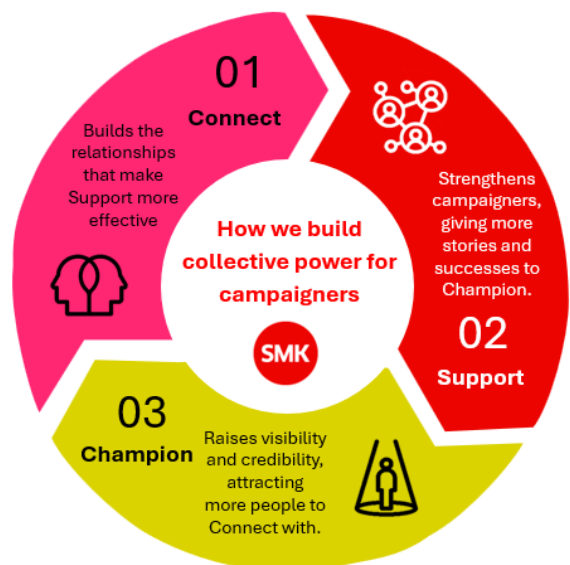 How we build
collective power for
campaigners
SMK
01
Connect
Builds the
relationships
that make
Support more
effective
Strengthens
campaigners,
giving more
stories and
successes to
Champion.
02
Support
03
Champion
Raises visibility
and credibility,
attracting
more people to
Connect with.